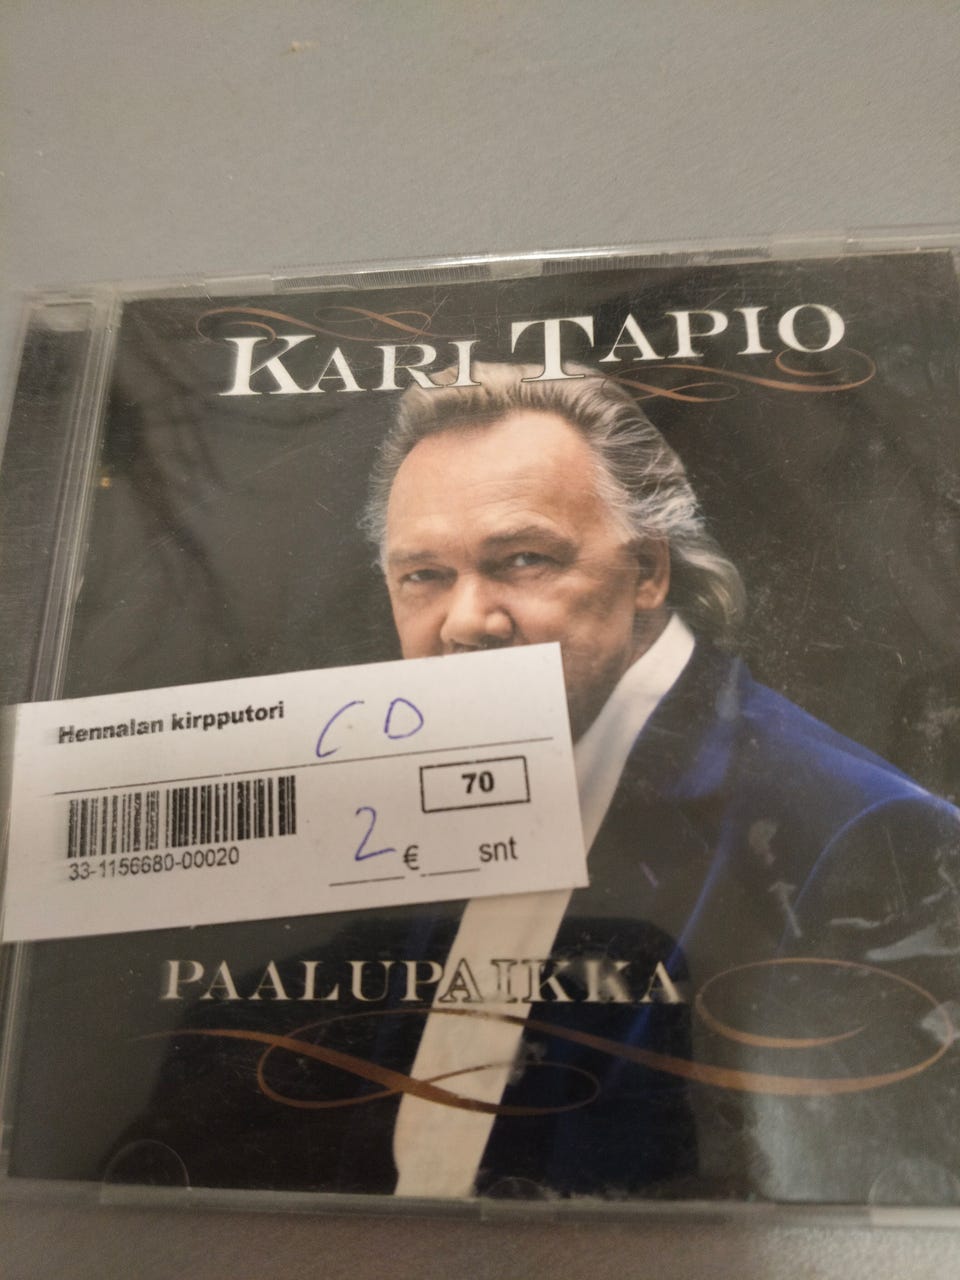 KARI TAPIO
Hennalan kirpputori
CD
70
33-1156680-00020
2 € snt
PAALUPAIKKA